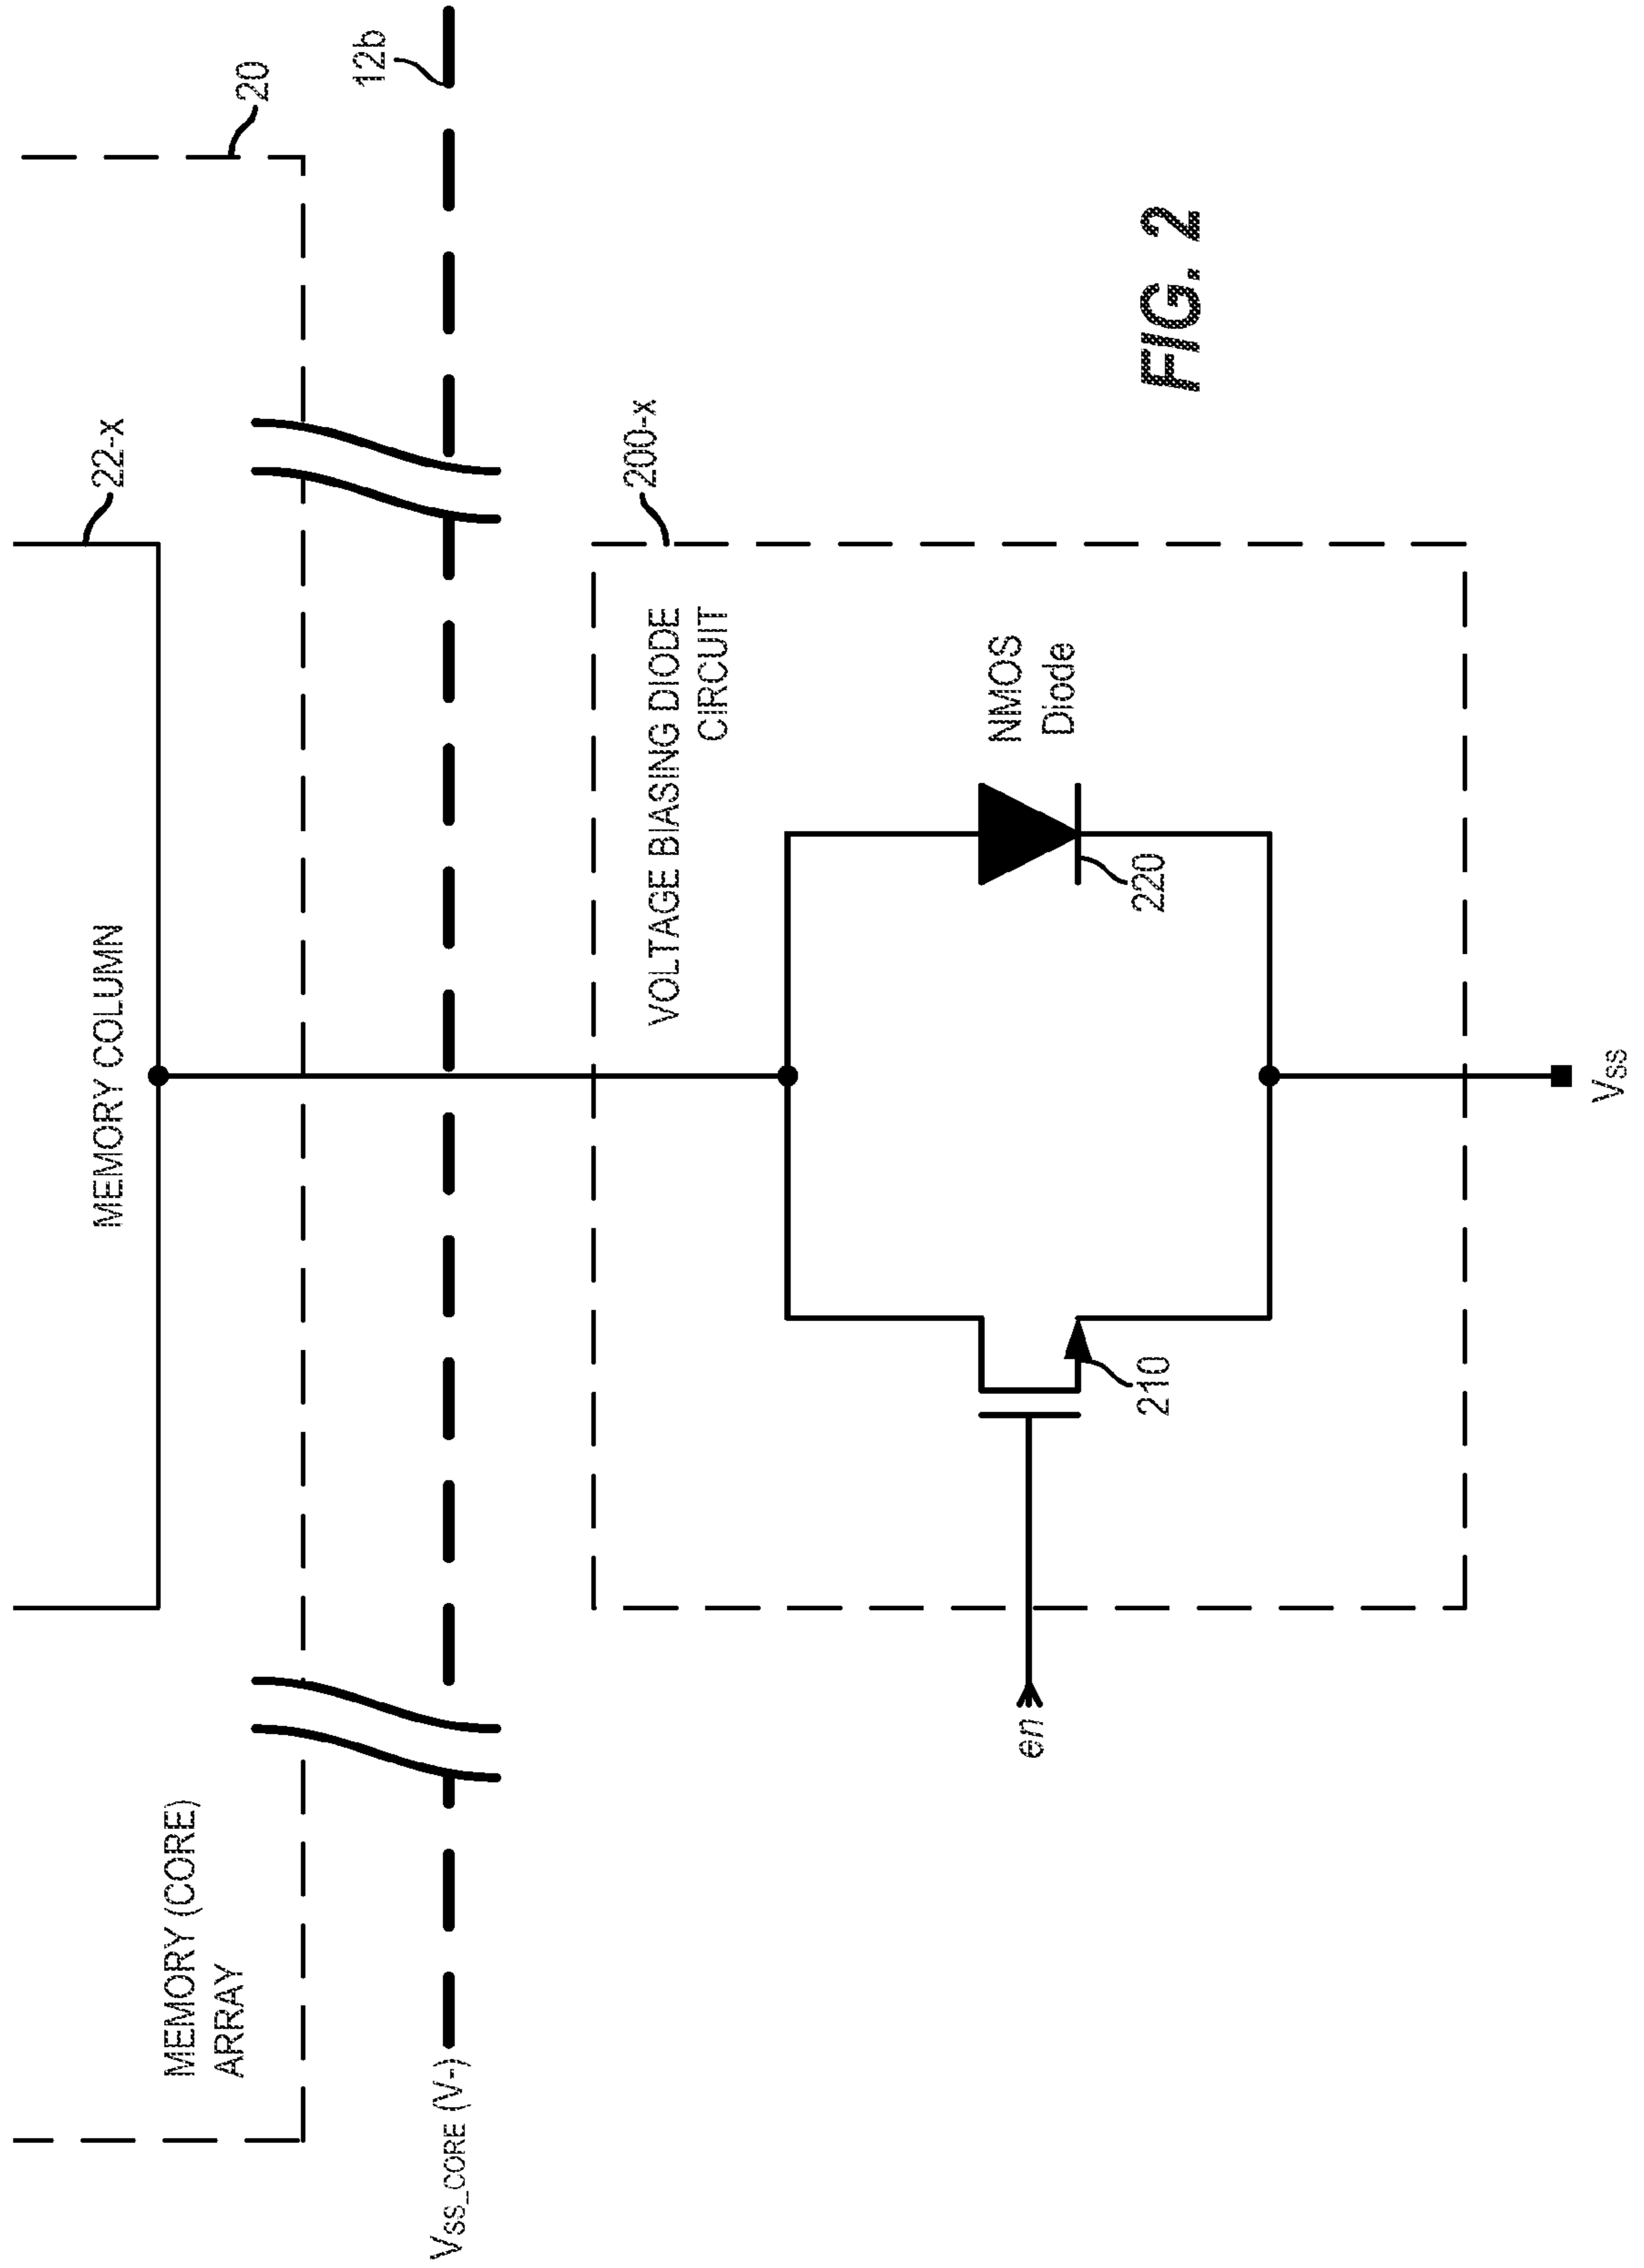 22-x
20
MEMORY COLUMN
MEMORY (CORE)
ARRAY
12b
VSS_CORE (V-)
200-x
VOLTAGE BIASING DIODE
CIRCUIT
NMOS
Diode
en
210
220
VSS
FIG. 2